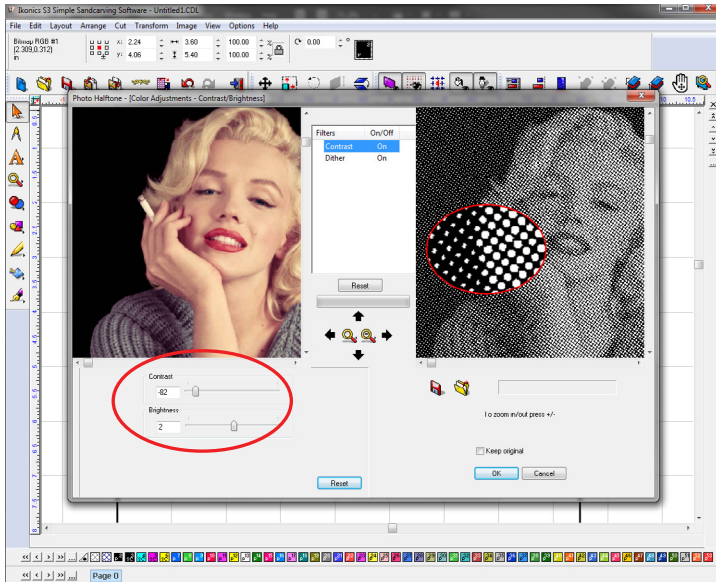 Ikonics S3 Simple Sandcarving Software - Untitled1.CDL
File Edit Layout Arrange Cut Transform Image View Options Help
Bitmap RGB #1
(2.309,0.312)
in
x: 2.24 3.60 100.00 % 0.00 °
y: 4.06 5.40 100.00 %
Photo Halftone - [Color Adjustments - Contrast/Brightness]
Filters On/Off
Contrast On
Dither On
Reset
Contrast
-82
Brightness
2
Reset
To zoom in/out press +/-
Keep original
OK Cancel
Page 0